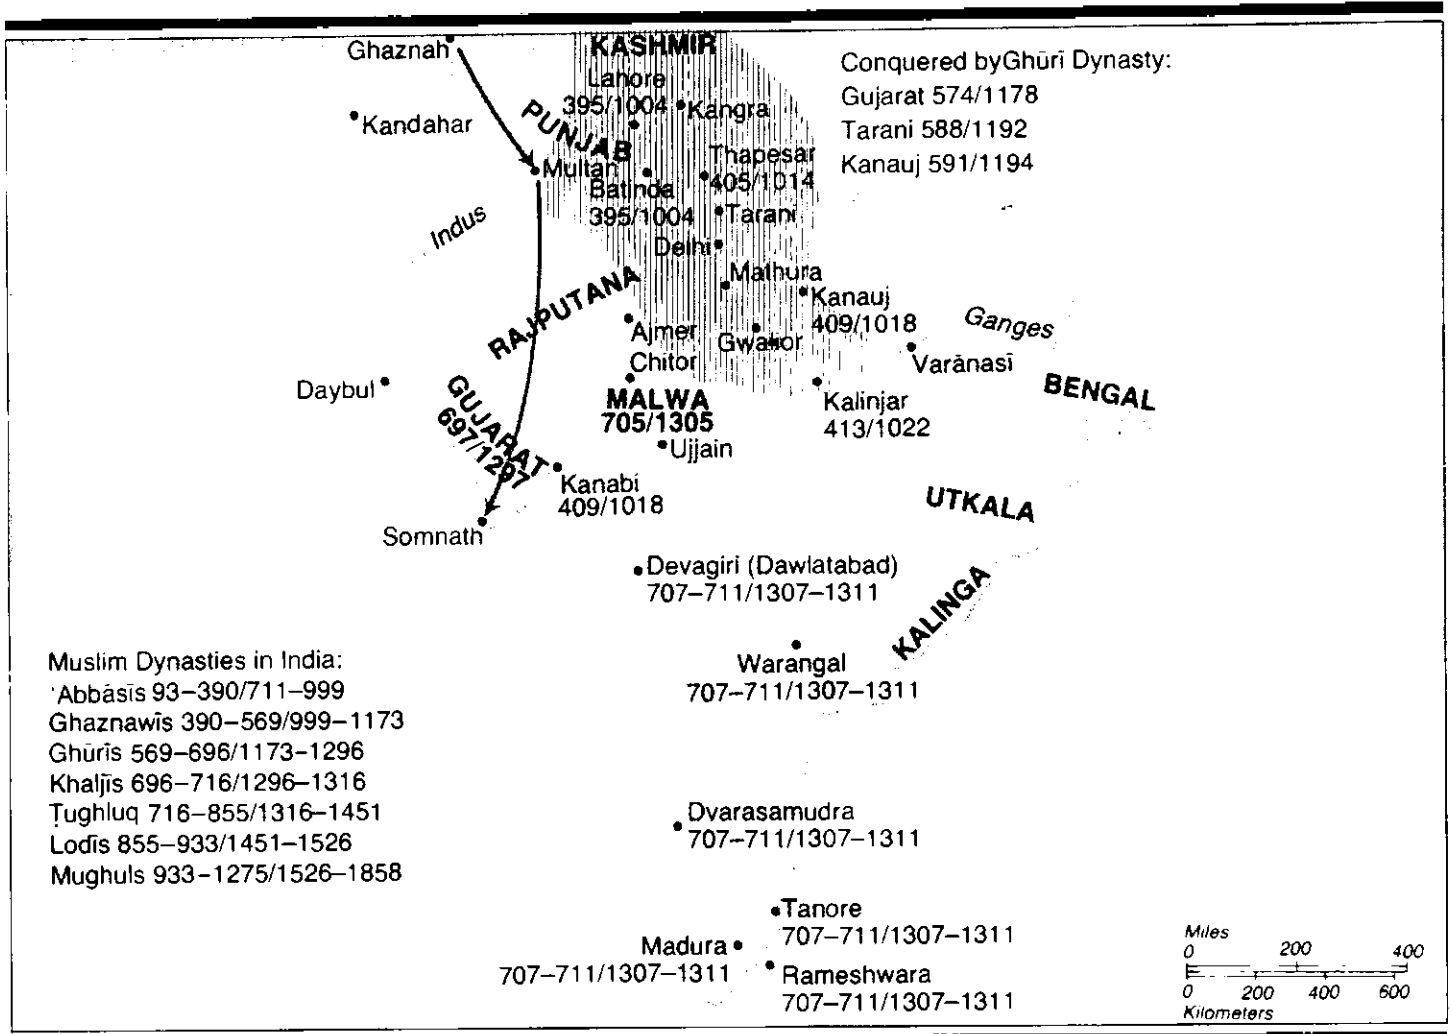 Ghaznah
KASHMIR
Lahore
395/1004
Kangra
Kandahar
PUNJAB
Multan
Batinda
395/1004
Thapesar
405/1014
Tarani
Delhi
Indus
Mathura
RAJPUTANA
Kanauj
409/1018
Ganges
Ajmer
Gwalior
Chitor
Varānasī
Daybul
GUJARAT
697/1297
MALWA
705/1305
Kalinjar
413/1022
BENGAL
Ujjain
Kanabi
409/1018
UTKALA
Somnath
Devagiri (Dawlatabad)
707–711/1307–1311
KALINGA
Warangal
707–711/1307–1311
Dvarasamudra
707–711/1307–1311
Tanore
707–711/1307–1311
Madura
707–711/1307–1311
Rameshwara
707–711/1307–1311
Conquered by Ghūrī Dynasty:
Gujarat 574/1178
Tarani 588/1192
Kanauj 591/1194
Muslim Dynasties in India:
'Abbāsīs 93–390/711–999
Ghaznawīs 390–569/999–1173
Ghūrīs 569–696/1173–1296
Khaljīs 696–716/1296–1316
Ṭughluq 716–855/1316–1451
Lodīs 855–933/1451–1526
Mughuls 933–1275/1526–1858
Miles
0 200 400
0 200 400 600
Kilometers